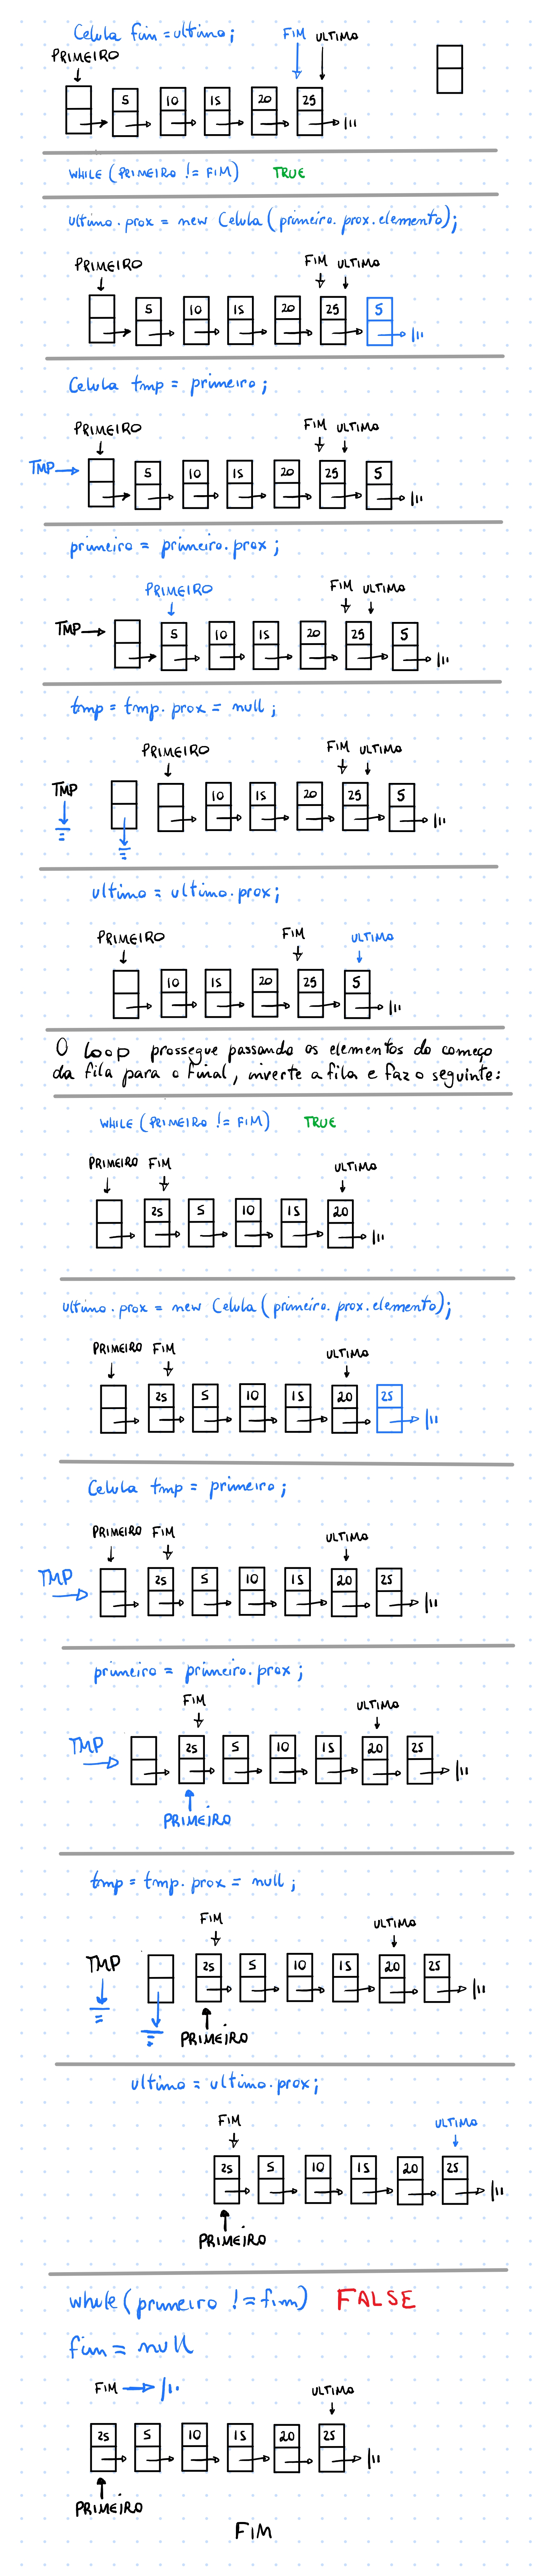 Celula fim = ultimo;
FIM ULTIMO
PRIMEIRO
5 10 15 20 25
WHILE (PRIMEIRO != FIM) TRUE
ultimo.prox = new Celula (primeiro.prox.elemento);
FIM ULTIMO
PRIMEIRO
5 10 15 20 25 5
Celula tmp = primeiro;
FIM ULTIMO
PRIMEIRO
TMP
5 10 15 20 25 5
primeiro = primeiro.prox;
PRIMEIRO FIM ULTIMO
TMP
5 10 15 20 25 5
tmp = tmp.prox = null;
PRIMEIRO FIM ULTIMO
TMP
10 15 20 25 5
ultimo = ultimo.prox;
PRIMEIRO FIM ULTIMO
10 15 20 25 5
O loop prossegue passando os elementos do começo
da fila para o final, inverte a fila e faz o seguinte:
WHILE (PRIMEIRO != FIM) TRUE
PRIMEIRO FIM ULTIMO
25 5 10 15 20
ultimo.prox = new Celula (primeiro.prox.elemento);
PRIMEIRO FIM ULTIMO
25 5 10 15 20 25
Celula tmp = primeiro;
PRIMEIRO FIM ULTIMO
TMP
25 5 10 15 20 25
primeiro = primeiro.prox;
FIM ULTIMO
TMP
25 5 10 15 20 25
PRIMEIRO
tmp = tmp.prox = null;
FIM ULTIMO
TMP
25 5 10 15 20 25
PRIMEIRO
ultimo = ultimo.prox;
FIM ULTIMO
25 5 10 15 20 25
PRIMEIRO
while (primeiro != fim) FALSE
fim = null
FIM ULTIMO
25 5 10 15 20 25
PRIMEIRO
FIM